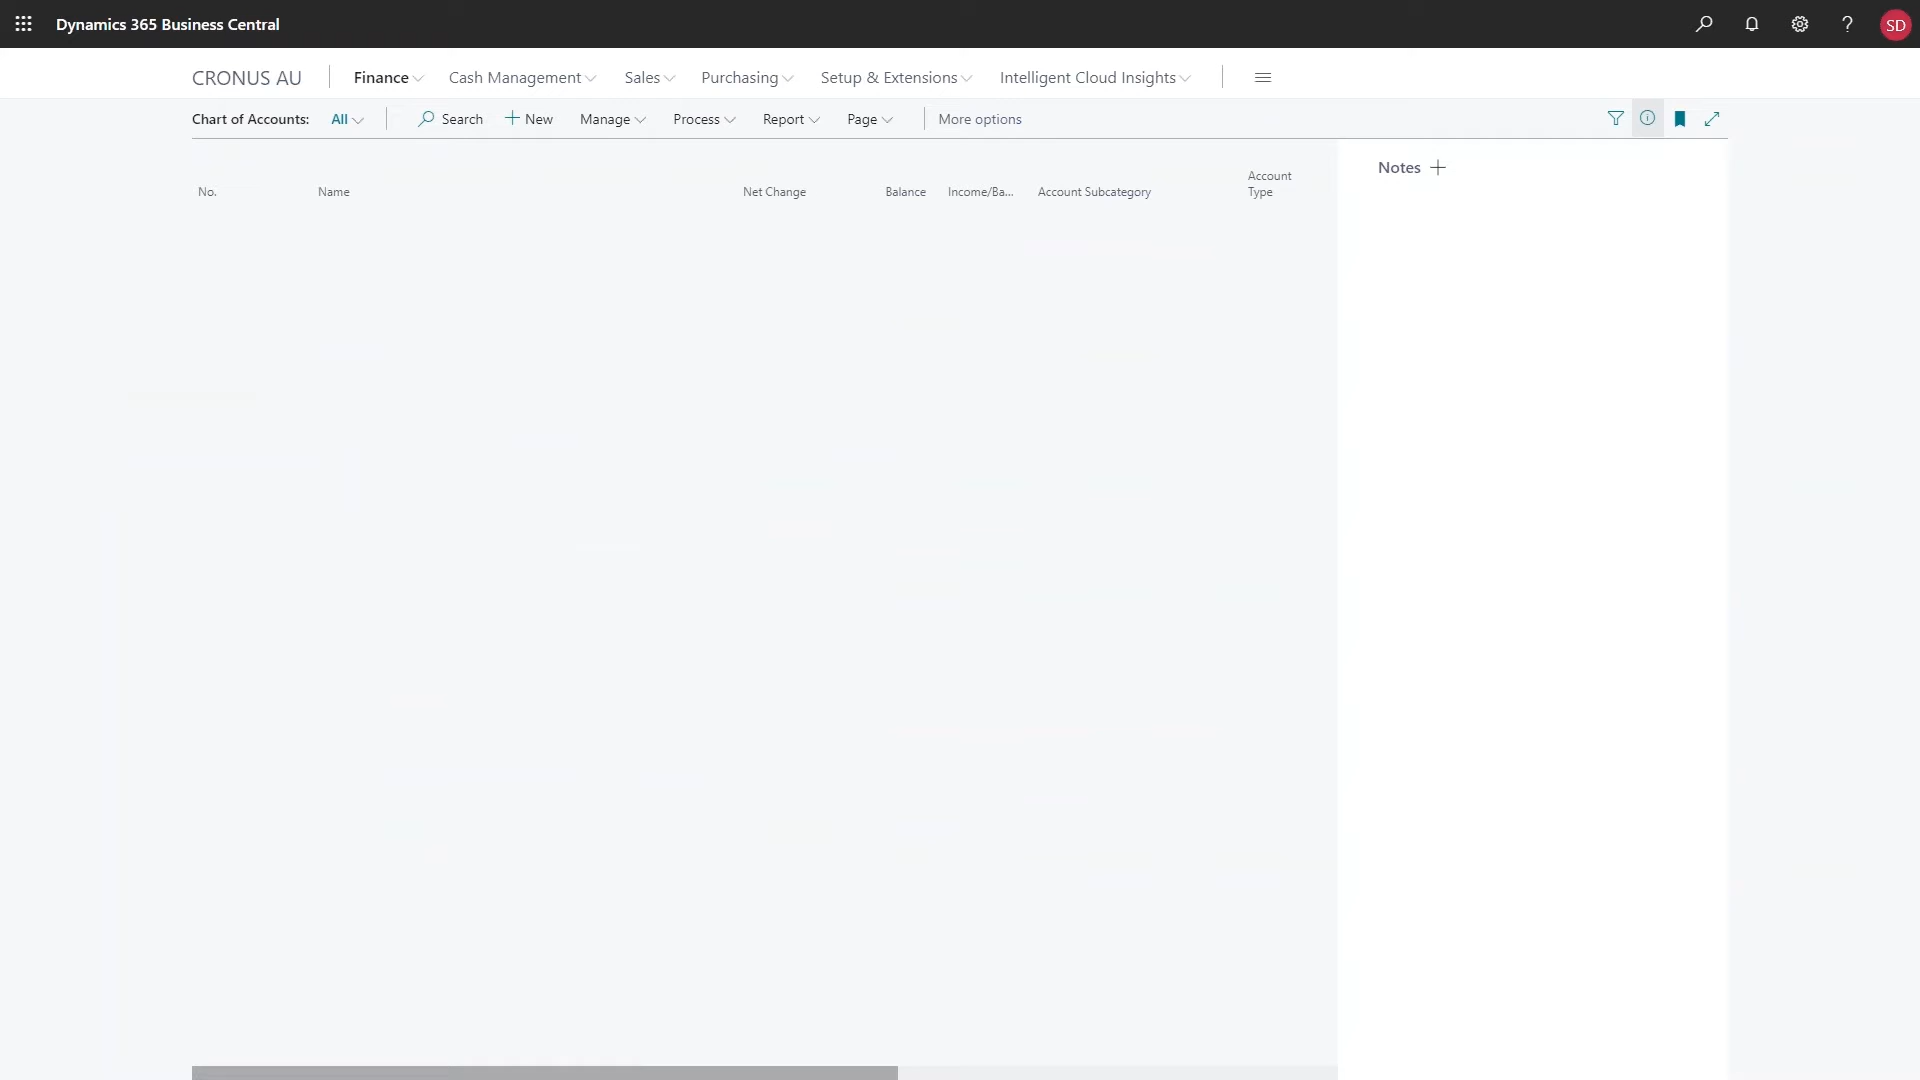 Dynamics 365 Business Central
?
SD
CRONUS AU
Finance
Cash Management
Sales
Purchasing
Setup & Extensions
Intelligent Cloud Insights
Chart of Accounts:
All
Search
New
Manage
Process
Report
Page
More options
Notes
No.
Name
Net Change
Balance
Income/Ba...
Account Subcategory
Account
Type